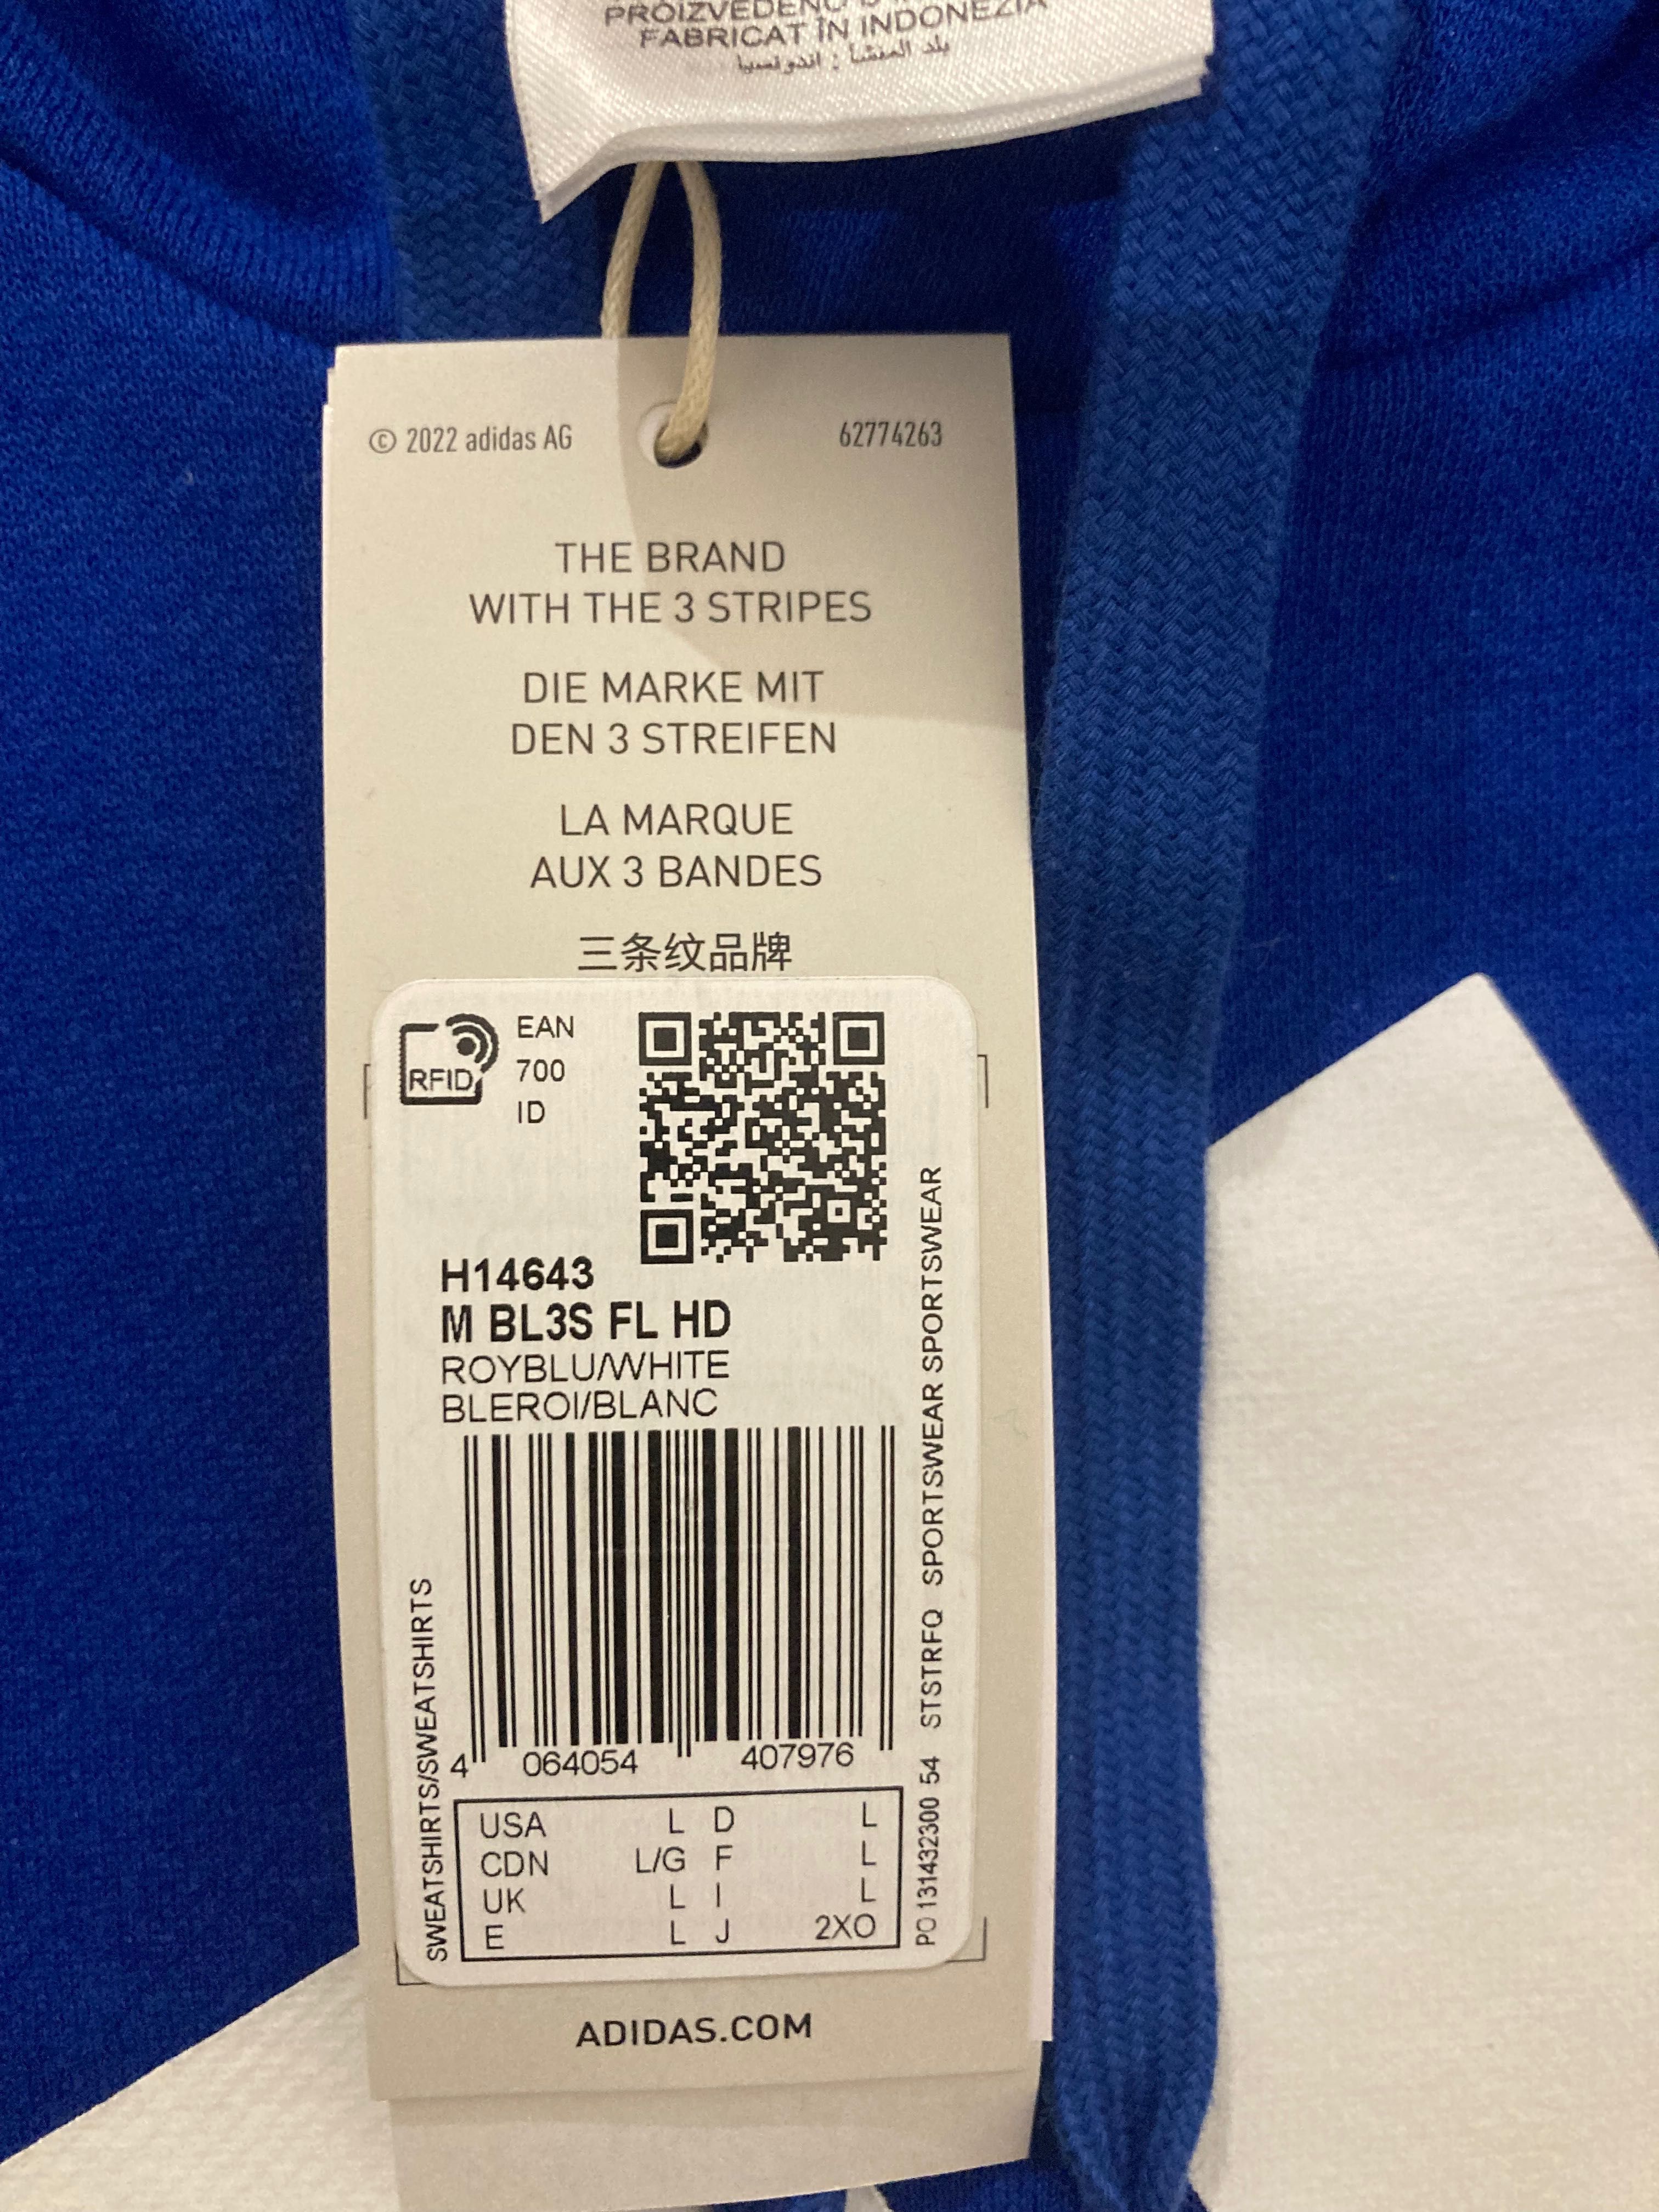 FABRICAT ÎN INDONEZIA
بلد المنشأ : اندونيسيا
© 2022 adidas AG
62774263
THE BRAND
WITH THE 3 STRIPES
DIE MARKE MIT
DEN 3 STREIFEN
LA MARQUE
AUX 3 BANDES
三条纹品牌
RFID
EAN
700
ID
H14643
M BL3S FL HD
ROYBLU/WHITE
BLEROI/BLANC
4 064054 407976
SWEATSHIRTS/SWEATSHIRTS
PO 131432300 54 STSTRFQ SPORTSWEAR SPORTSWEAR
USA L D L
CDN L/G F L
UK L I L
E L J 2XO
ADIDAS.COM